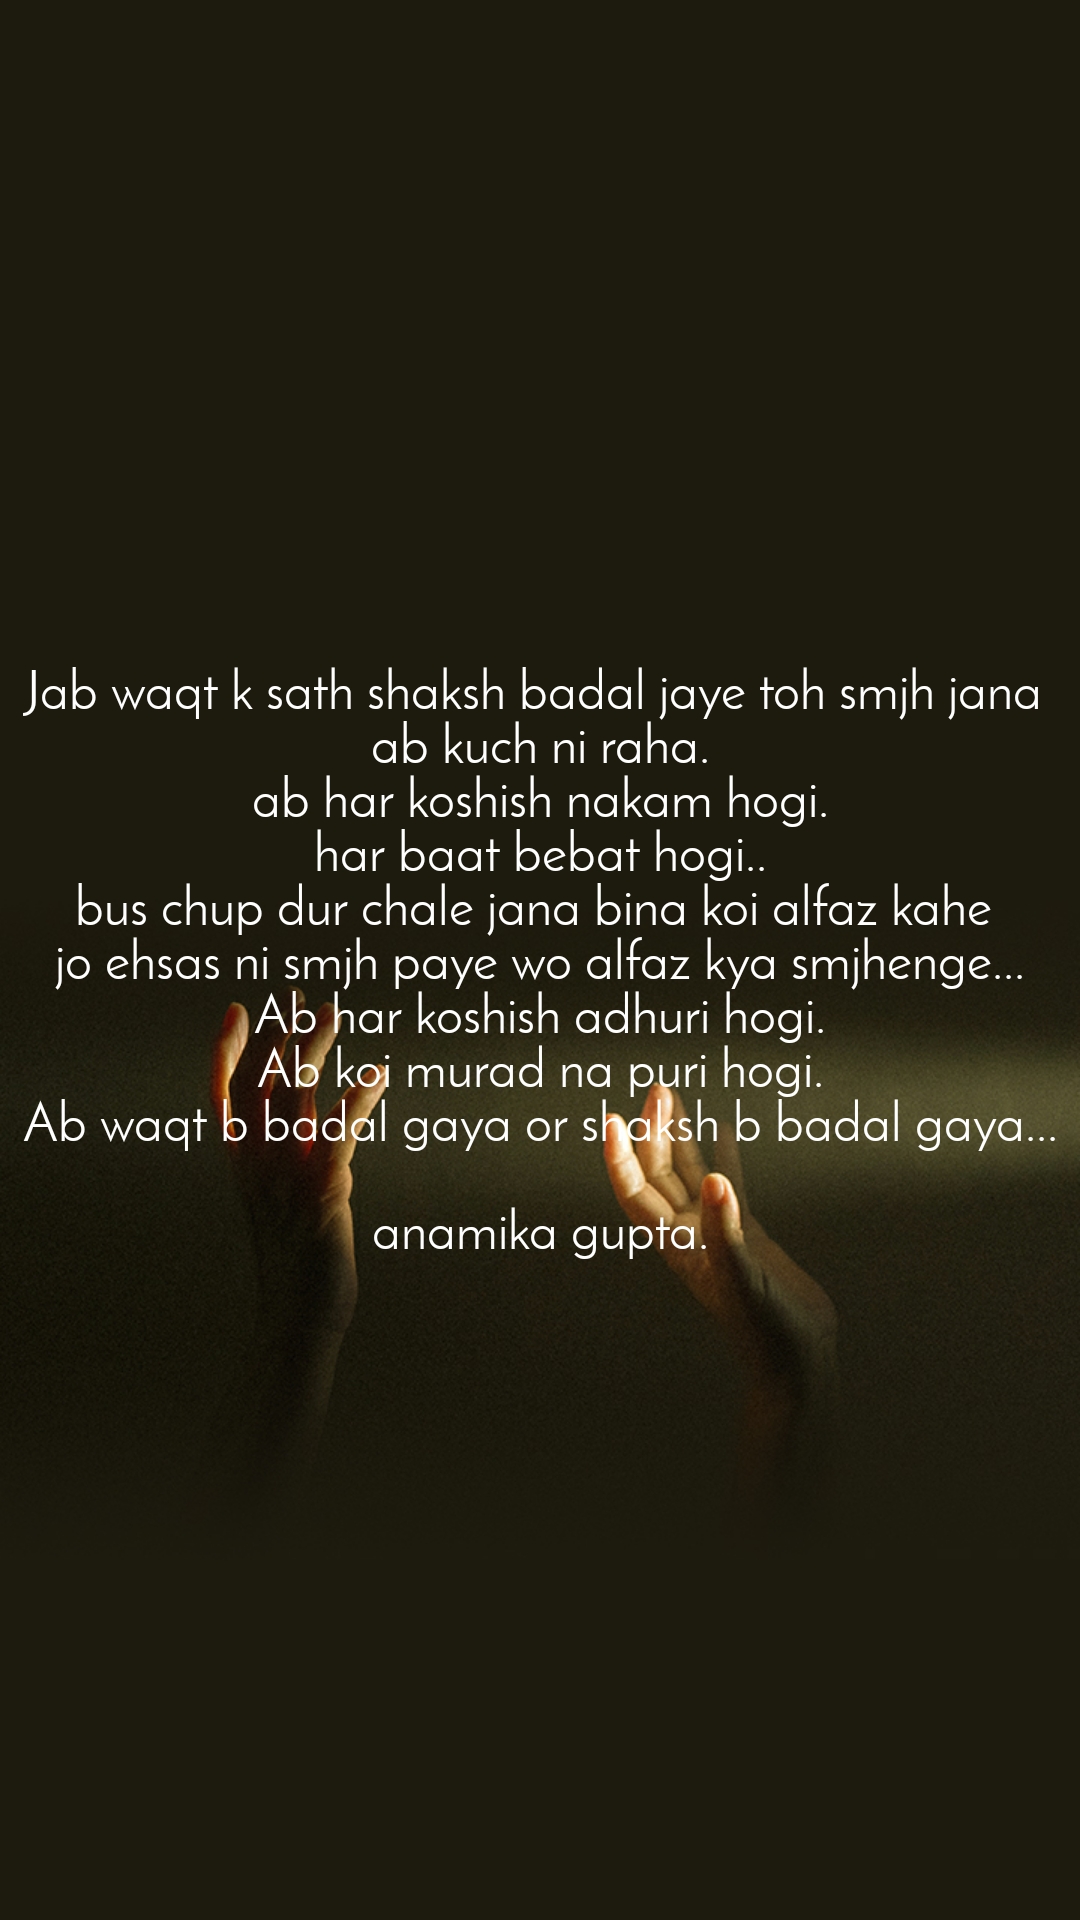 Jab waqt k sath shaksh badal jaye toh smjh jana
ab kuch ni raha.
ab har koshish nakam hogi.
har baat bebat hogi..
bus chup dur chale jana bina koi alfaz kahe
jo ehsas ni smjh paye wo alfaz kya smjhenge...
Ab har koshish adhuri hogi.
Ab koi murad na puri hogi.
Ab waqt b badal gaya or shaksh b badal gaya...
anamika gupta.